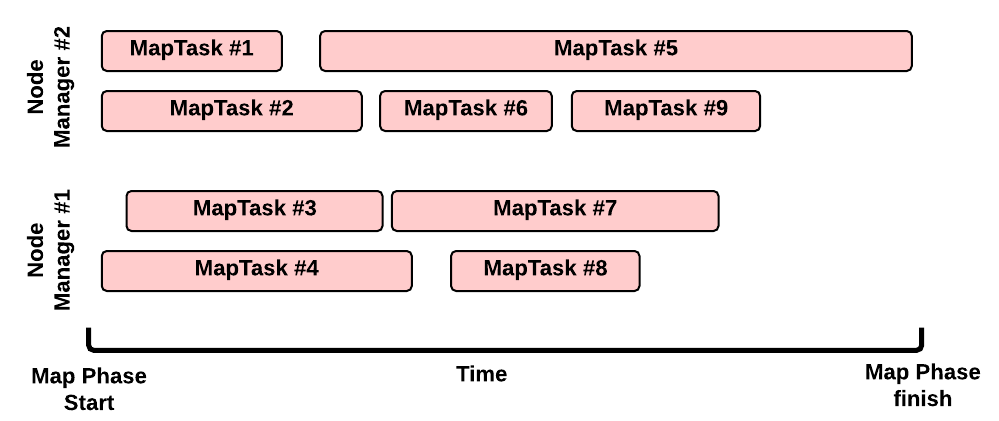 Node
Manager #2
MapTask #1
MapTask #5
MapTask #2
MapTask #6
MapTask #9
Node
Manager #1
MapTask #3
MapTask #7
MapTask #4
MapTask #8
Map Phase
Start
Time
Map Phase
finish